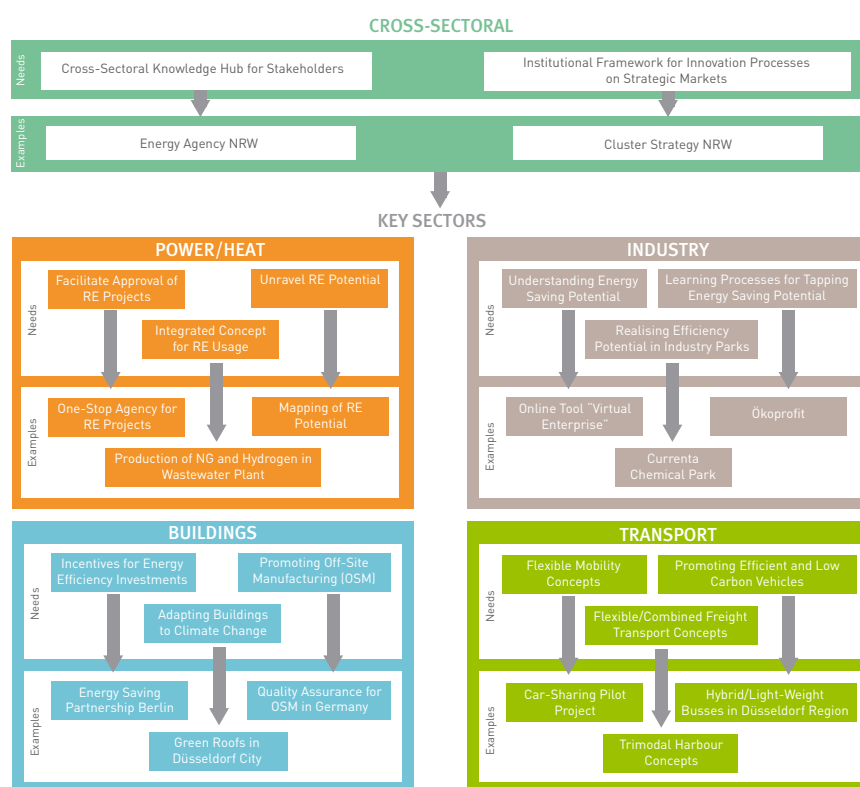 CROSS-SECTORAL
Needs
Cross-Sectoral Knowledge Hub for Stakeholders
Institutional Framework for Innovation Processes
on Strategic Markets
Examples
Energy Agency NRW
Cluster Strategy NRW
KEY SECTORS
POWER/HEAT
Needs
Facilitate Approval of
RE Projects
Unravel RE Potential
Integrated Concept
for RE Usage
Examples
One-Stop Agency for
RE Projects
Mapping of RE
Potential
Production of NG and Hydrogen in
Wastewater Plant
INDUSTRY
Needs
Understanding Energy
Saving Potential
Learning Processes for Tapping
Energy Saving Potential
Realising Efficiency
Potential in Industry Parks
Examples
Online Tool "Virtual
Enterprise"
Ökoprofit
Currenta
Chemical Park
BUILDINGS
Needs
Incentives for Energy
Efficiency Investments
Promoting Off-Site
Manufacturing (OSM)
Adapting Buildings
to Climate Change
Examples
Energy Saving
Partnership Berlin
Quality Assurance for
OSM in Germany
Green Roofs in
Düsseldorf City
TRANSPORT
Needs
Flexible Mobility
Concepts
Promoting Efficient and Low
Carbon Vehicles
Flexible/Combined Freight
Transport Concepts
Examples
Car-Sharing Pilot
Project
Hybrid/Light-Weight
Busses in Düsseldorf Region
Trimodal Harbour
Concepts